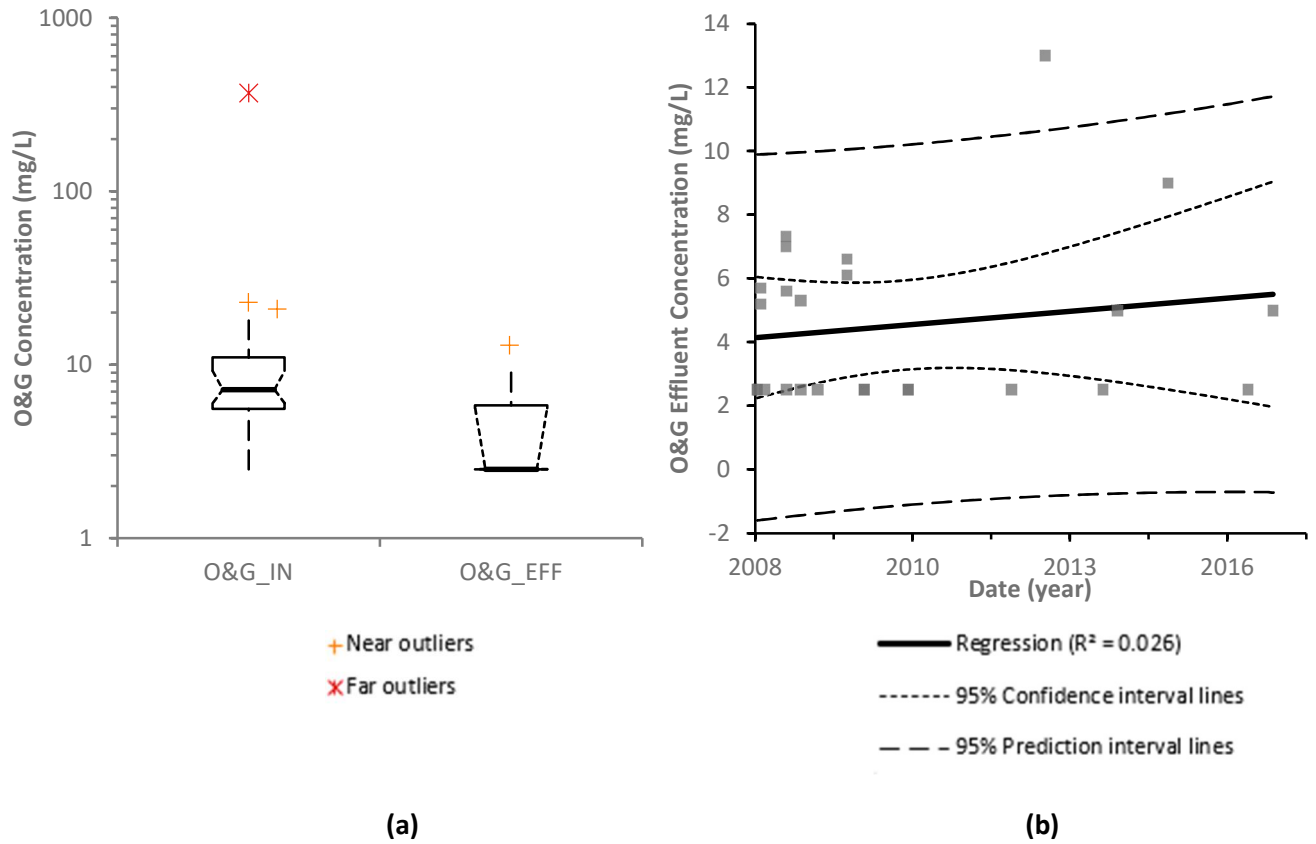 1000
100
10
1
O&G Concentration (mg/L)
O&G_IN
O&G_EFF
Near outliers
Far outliers
(a)
14
12
10
8
6
4
2
0
-2
O&G Effluent Concentration (mg/L)
2008
2010
2013
2016
Date (year)
Regression (R² = 0.026)
95% Confidence interval lines
95% Prediction interval lines
(b)